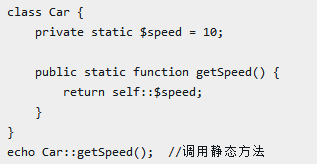 class Car {
    private static $speed = 10;
    public static function getSpeed() {
        return self::$speed;
    }
}
echo Car::getSpeed();  //调用静态方法